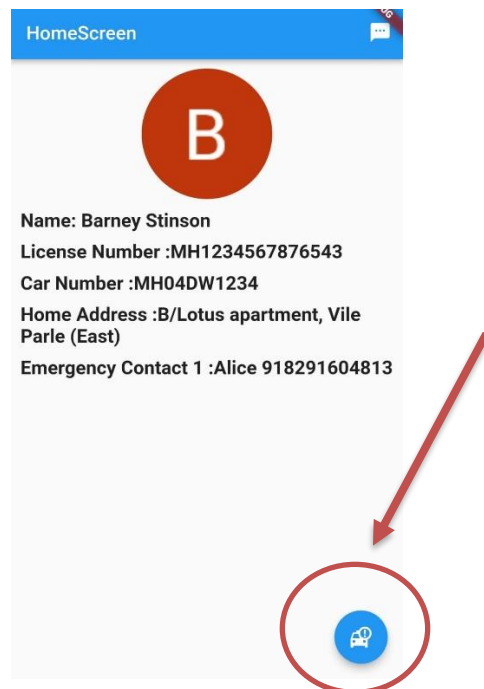 HomeScreen
B
Name: Barney Stinson
License Number :MH1234567876543
Car Number :MH04DW1234
Home Address :B/Lotus apartment, Vile
Parle (East)
Emergency Contact 1 :Alice 918291604813